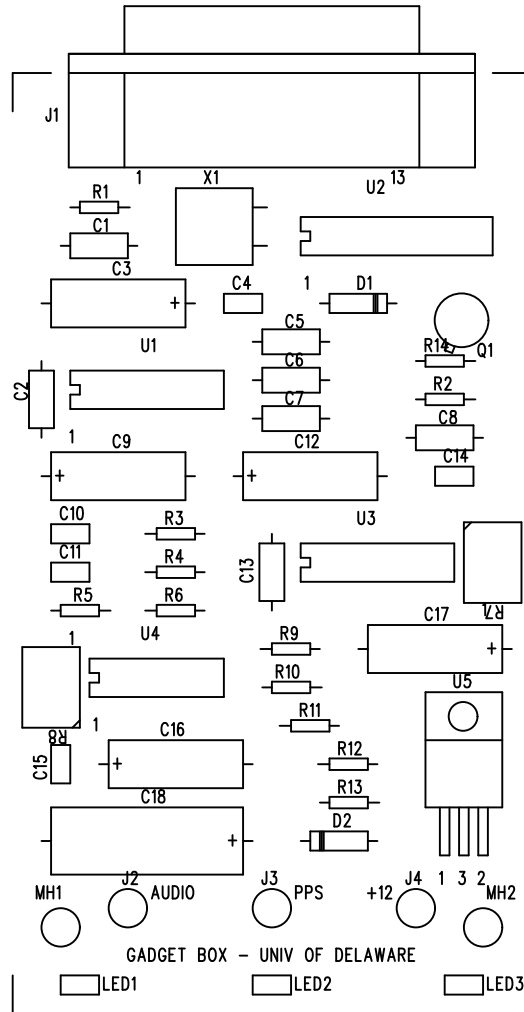 J1
1 X1 13
U2
R1
C1
C3
C4 1 D1
C5
U1
R14 Q1
C6
C2
R2
C7
C8
1
C9 C12
C14
C10 U3
R3
C11
R4
C13
R5 R6 R7
1
C17
1 U4
R9
R10 U5
1
R8
R11
C16
C15
R12
C18
R13
D2
J2 J3 J4 1 3 2
MH1 AUDIO PPS +12 MH2
GADGET BOX – UNIV OF DELAWARE
LED1 LED2 LED3